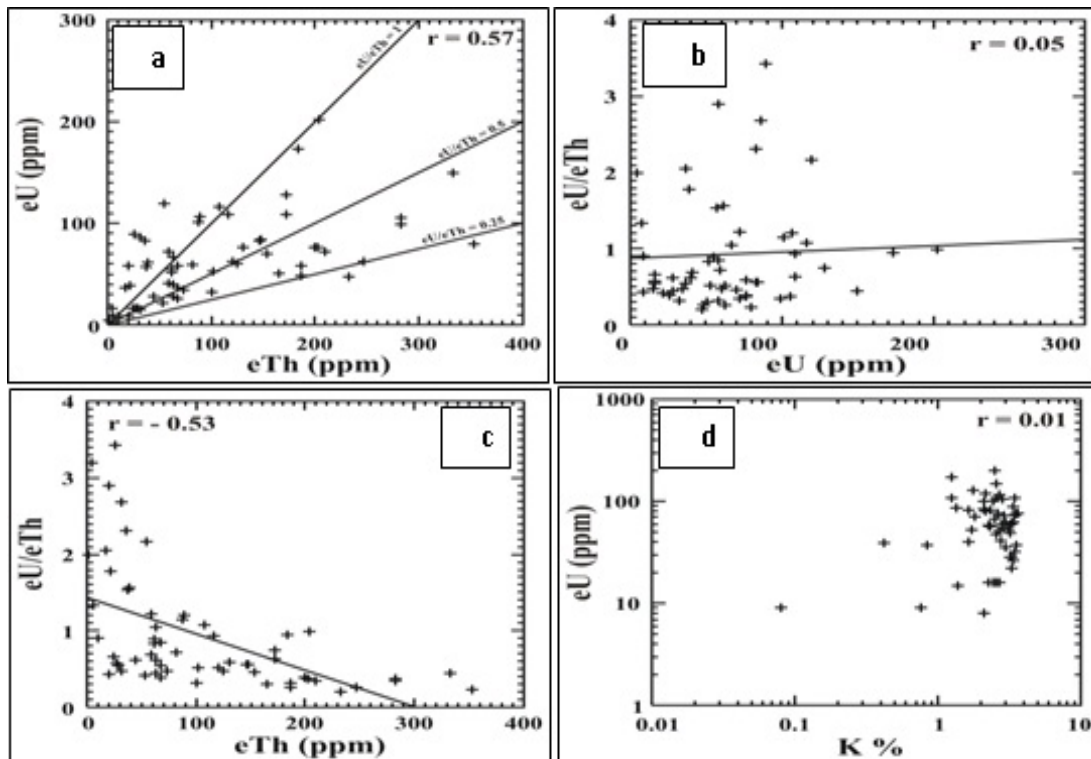 300
a
r = 0.57
eU/eTh = 1
200
eU/eTh = 0.5
eU (ppm)
100
eU/eTh = 0.25
0
0 100 200 300 400
eTh (ppm)
4
b
r = 0.05
3
eU/eTh
2
1
0
0 100 200 300
eU (ppm)
4
r = - 0.53
c
3
eU/eTh
2
1
0
0 100 200 300 400
eTh (ppm)
1000
d
r = 0.01
100
eU (ppm)
10
1
0.01 0.1 1 10
K %